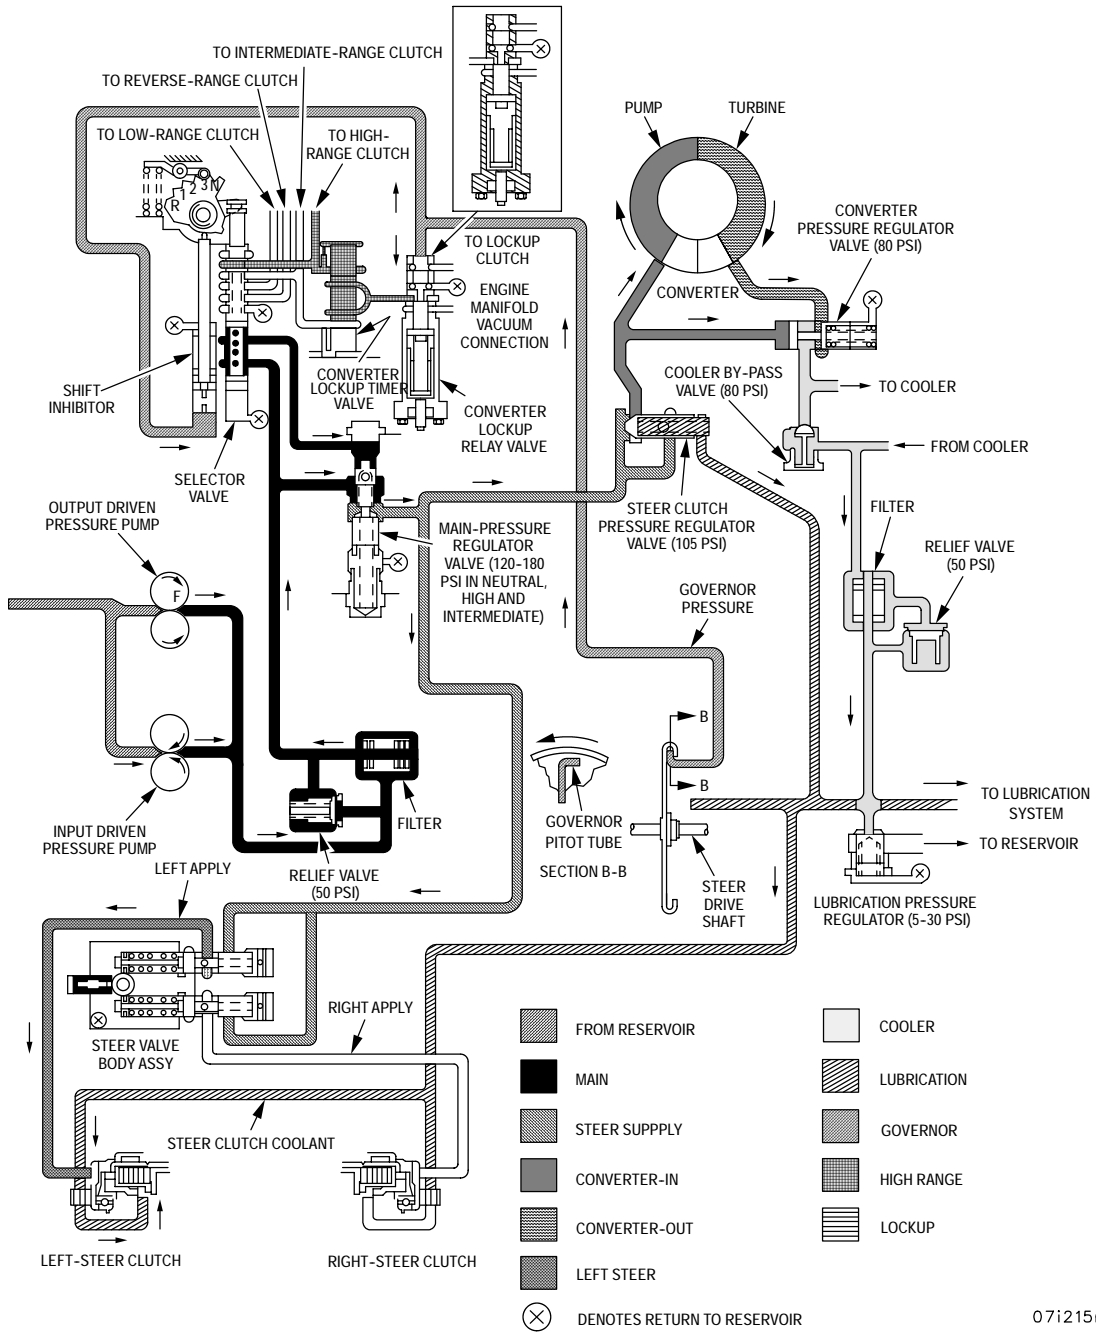 TO INTERMEDIATE-RANGE CLUTCH
TO REVERSE-RANGE CLUTCH
TO LOW-RANGE CLUTCH
TO HIGH-
RANGE CLUTCH
PUMP
TURBINE
R 1 2 3 N
CONVERTER
PRESSURE REGULATOR
VALVE (80 PSI)
TO LOCKUP
CLUTCH
ENGINE
MANIFOLD
VACUUM
CONNECTION
CONVERTER
SHIFT
INHIBITOR
CONVERTER
LOCKUP TIMER
VALVE
CONVERTER
LOCKUP
RELAY VALVE
COOLER BY-PASS
VALVE (80 PSI)
TO COOLER
FROM COOLER
SELECTOR
VALVE
OUTPUT DRIVEN
PRESSURE PUMP
F
MAIN-PRESSURE
REGULATOR
VALVE (120-180
PSI IN NEUTRAL,
HIGH AND
INTERMEDIATE)
STEER CLUTCH
PRESSURE REGULATOR
VALVE (105 PSI)
FILTER
RELIEF VALVE
(50 PSI)
GOVERNOR
PRESSURE
B
B
INPUT DRIVEN
PRESSURE PUMP
FILTER
RELIEF VALVE
(50 PSI)
GOVERNOR
PITOT TUBE
SECTION B-B
STEER
DRIVE
SHAFT
TO LUBRICATION
SYSTEM
TO RESERVOIR
LUBRICATION PRESSURE
REGULATOR (5-30 PSI)
LEFT APPLY
STEER VALVE
BODY ASSY
RIGHT APPLY
STEER CLUTCH COOLANT
LEFT-STEER CLUTCH
RIGHT-STEER CLUTCH
FROM RESERVOIR
MAIN
STEER SUPPPLY
CONVERTER-IN
CONVERTER-OUT
LEFT STEER
DENOTES RETURN TO RESERVOIR
COOLER
LUBRICATION
GOVERNOR
HIGH RANGE
LOCKUP